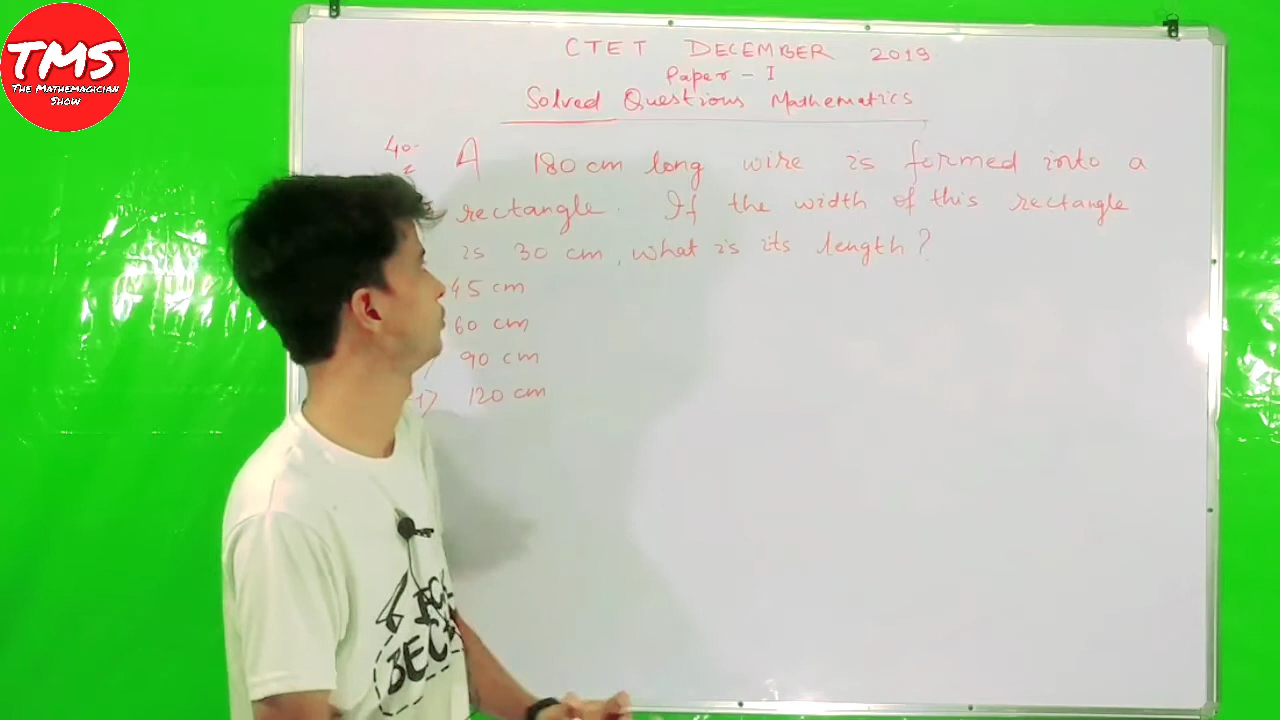 TMS
The Mathemagician
Show
CTET DECEMBER 2019
Paper - I
Solved Questions Mathematics
40. A 180 cm long wire is formed into a
rectangle. If the width of this rectangle
is 30 cm, what is its length?
45 cm
60 cm
90 cm
120 cm